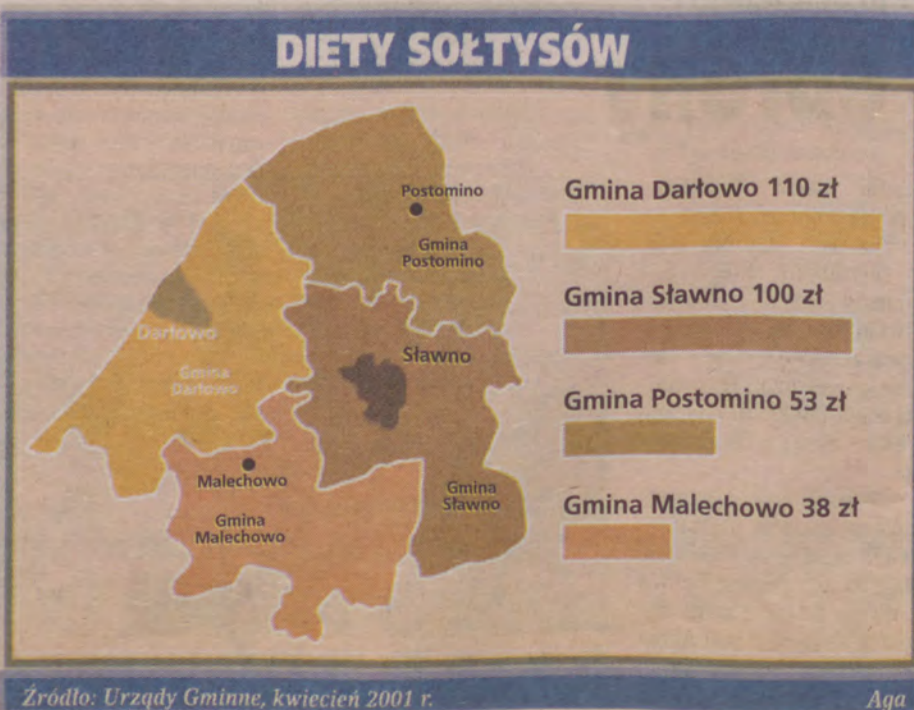 DIETY SOŁTYSÓW
Postomino
Gmina
Postomino
Darłowo
Gmina
Darłowo
Sławno
Malechowo
Gmina
Malechowo
Gmina
Sławno
Gmina Darłowo 110 zł
Gmina Sławno 100 zł
Gmina Postomino 53 zł
Gmina Malechowo 38 zł
Źródło: Urzędy Gminne, kwiecień 2001 r.
Aga